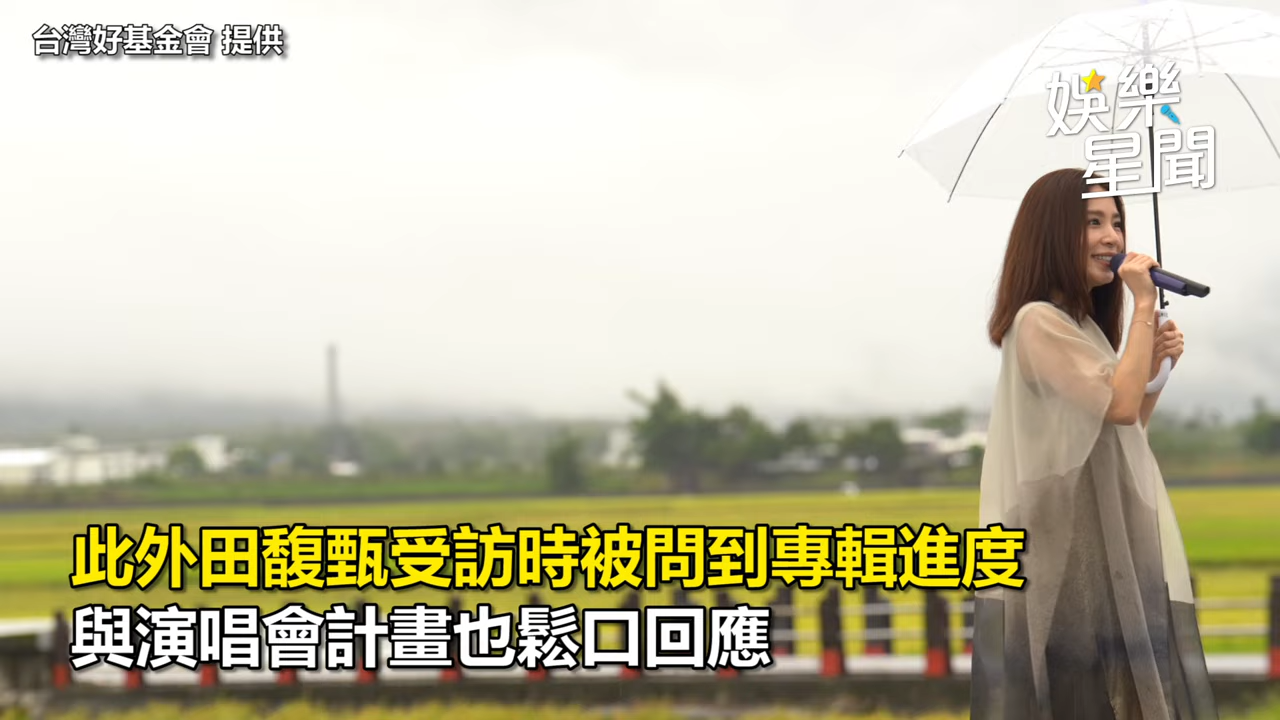 台灣好基金會 提供
娛樂
星聞
此外田馥甄受訪時被問到專輯進度
與演唱會計畫也鬆口回應